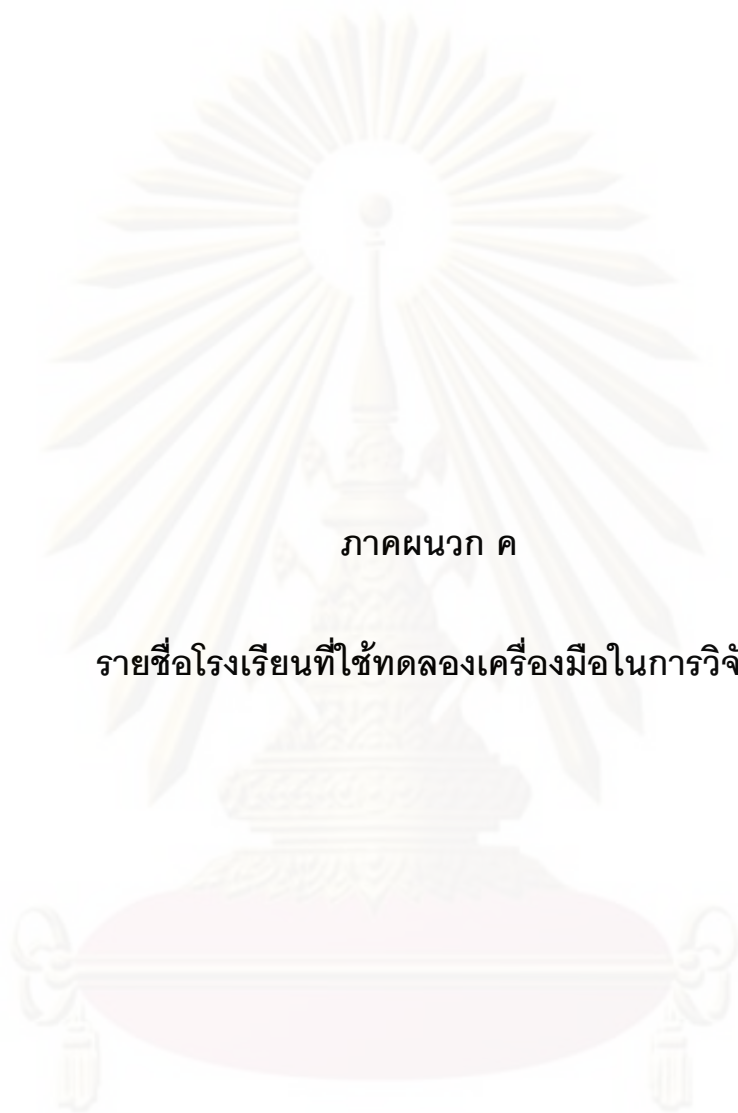 ภาคผนวก ค
รายชื่อโรงเรียนที่ใช้ทดลองเครื่องมือในการวิจั